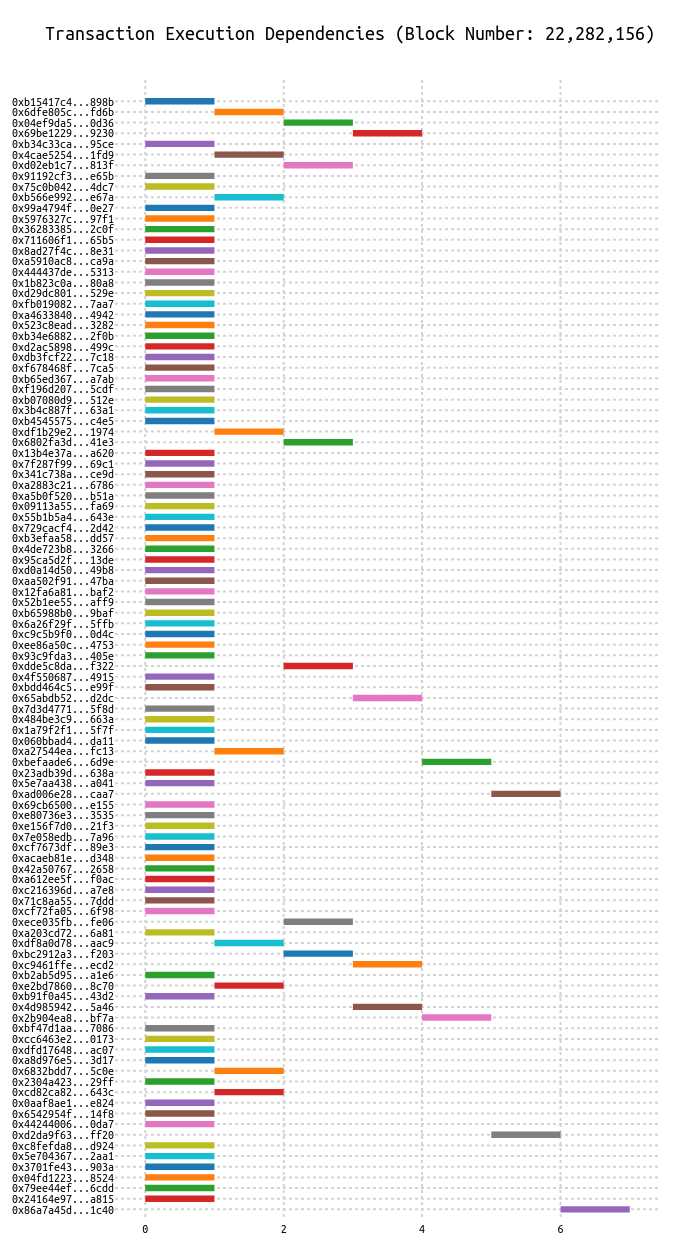 Transaction Execution Dependencies (Block Number: 22,282,156)
0xb15417c4...898b
0x6dfe805c...fd6b
0x04ef9da5...0d36
0x69be1229...9230
0xb34c33ca...95ce
0x4cae5254...1fd9
0xd02eb1c7...813f
0x91192cf3...e65b
0x75c0b042...4dc7
0xb566e992...e67a
0x99a4794f...0e27
0x5976327c...97f1
0x36283385...2c0f
0x711606f1...65b5
0x8ad27f4c...8e31
0xa5910ac8...ca9a
0x444437de...5313
0x1b823c0a...80a8
0xd29dc801...529e
0xfb019082...7aa7
0xa4633840...4942
0x523c8ead...3282
0xb34e6882...2f0b
0xd2ac5898...499c
0xdb3fcf22...7c18
0xf678468f...7ca5
0xb65ed367...a7ab
0xf196d207...5cdf
0xb07080d9...512e
0x3b4c887f...63a1
0xb4545575...c4e5
0xdf1b29e2...1974
0x6802fa3d...41e3
0x13b4e37a...a620
0x7f287f99...69c1
0x341c738a...ce9d
0xa2883c21...6786
0xa5b0f520...b51a
0x09113a55...fa69
0x55b1b5a4...643e
0x729cacf4...2d42
0xb3efaa58...dd57
0x4de723b8...3266
0x95ca5d2f...13de
0xd0a14d50...49b8
0xaa502f91...47ba
0x12fa6a81...baf2
0x52b1ee55...aff9
0xb65988b0...9baf
0x6a26f29f...5ffb
0xc9c5b9f0...0d4c
0xee86a50c...4753
0x93c9fda3...405e
0xdde5c8da...f322
0x4f550687...4915
0xbdd464c5...e99f
0x65abdb52...d2dc
0x7d3d4771...5f8d
0x484be3c9...663a
0x1a79f2f1...5f7f
0x060bbad4...da11
0xa27544ea...fc13
0xbefaade6...6d9e
0x23adb39d...638a
0x5e7aa438...a041
0xad006e28...caa7
0x69cb6500...e155
0xe80736e3...3535
0xe156f7d0...21f3
0x7e058edb...7a96
0xcf7673df...89e3
0xacaeb81e...d348
0x42a50767...2658
0xa612ee5f...f0ac
0xc216396d...a7e8
0x71c8aa55...7ddd
0xcf72fa05...6f98
0xece035fb...fe06
0xa203cd72...6a81
0xdf8a0d78...aac9
0xbc2912a3...f203
0xc9461ffe...ecd2
0xb2ab5d95...a1e6
0xe2bd7860...8c70
0xb91f0a45...43d2
0x4d985942...5a46
0x2b904ea8...bf7a
0xbf47d1aa...7086
0xcc6463e2...0173
0xdfd17648...ac07
0xa8d976e5...3d17
0x6832bdd7...5c0e
0x2304a423...29ff
0xcd82ca82...643c
0x0aaf8ae1...e824
0x6542954f...14f8
0x44244006...0da7
0xd2da9f63...ff20
0xc8fefda8...d924
0x5e704367...2aa1
0x3701fe43...903a
0x04fd1223...8524
0x79ee44ef...6cdd
0x24164e97...a815
0x86a7a45d...1c40
0 2 4 6